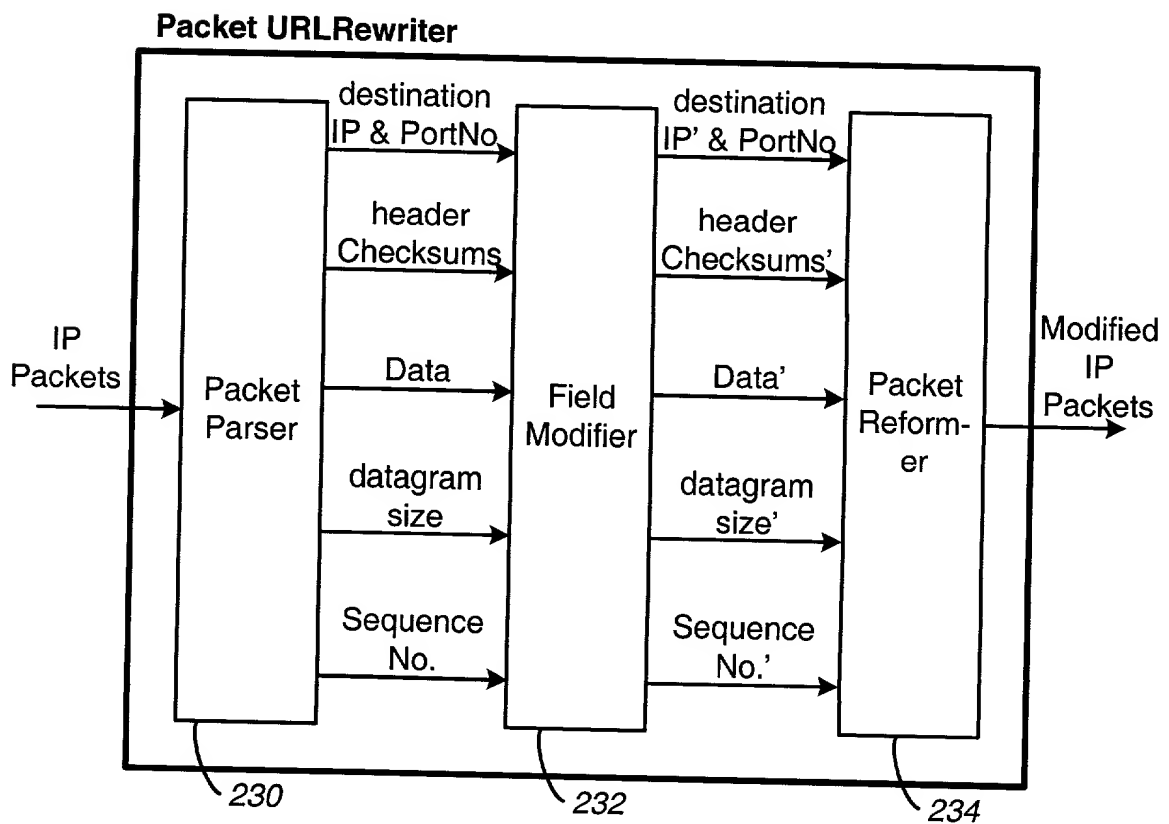 Packet URLRewriter
destination
IP & PortNo
destination
IP' & PortNo
header
Checksums
header
Checksums'
IP
Packets
Packet
Parser
Data
Field
Modifier
Data'
Packet
Reform-
er
Modified
IP
Packets
datagram
size
datagram
size'
Sequence
No.
Sequence
No.'
230
232
234